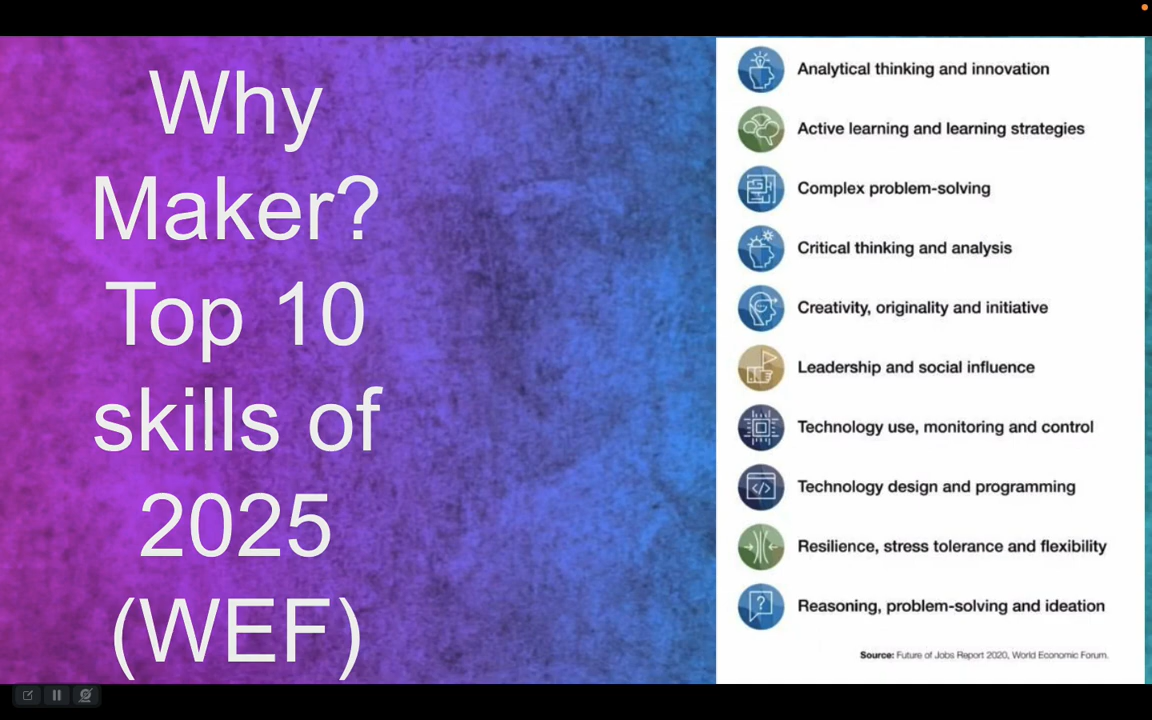 Why
Maker?
Top 10
skills of
2025
(WEF)
Analytical thinking and innovation
Active learning and learning strategies
Complex problem-solving
Critical thinking and analysis
Creativity, originality and initiative
Leadership and social influence
Technology use, monitoring and control
Technology design and programming
Resilience, stress tolerance and flexibility
Reasoning, problem-solving and ideation
Source: Future of Jobs Report 2020, World Economic Forum.